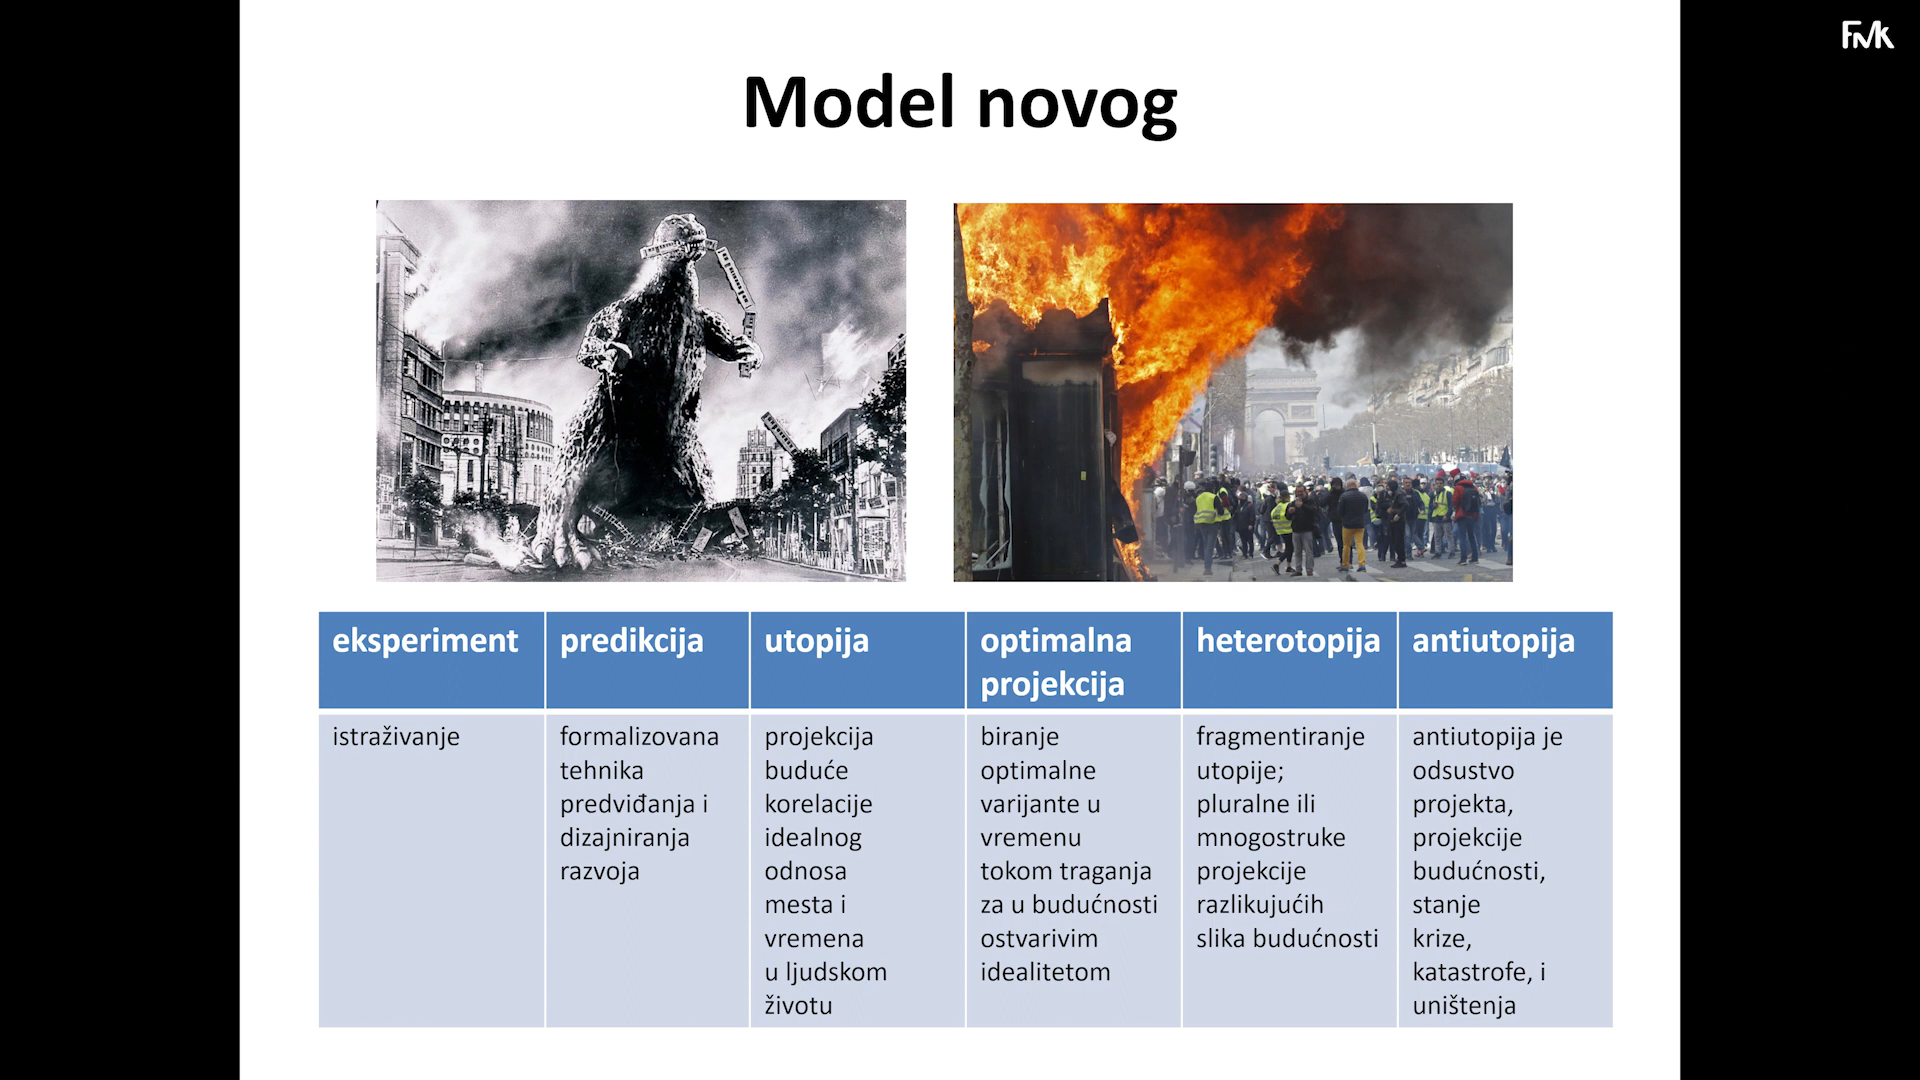 FMK
Model novog
eksperiment
predikcija
utopija
optimalna
projekcija
heterotopija
antiutopija
istraživanje
formalizovana
tehnika
predviđanja i
dizajniranja
razvoja
projekcija
buduće
korelacije
idealnog
odnosa
mesta i
vremena
u ljudskom
životu
biranje
optimalne
varijante u
vremenu
tokom traganja
za u budućnosti
ostvarivim
idealitetom
fragmentiranje
utopije;
pluralne ili
mnogostruke
projekcije
razlikujućih
slika budućnosti
antiutopija je
odsustvo
projekta,
projekcije
budućnosti,
stanje
krize,
katastrofe, i
uništenja